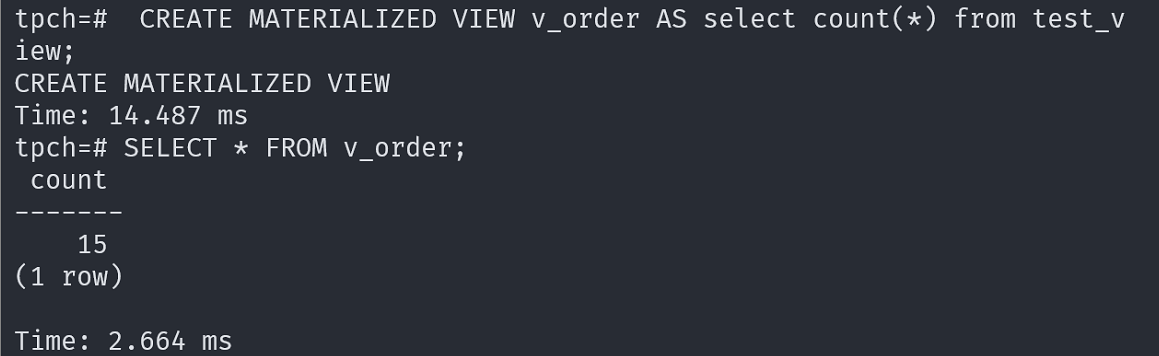 tpch=#  CREATE MATERIALIZED VIEW v_order AS select count(*) from test_v
iew;
CREATE MATERIALIZED VIEW
Time: 14.487 ms
tpch=# SELECT * FROM v_order;
 count
-------
    15
(1 row)

Time: 2.664 ms